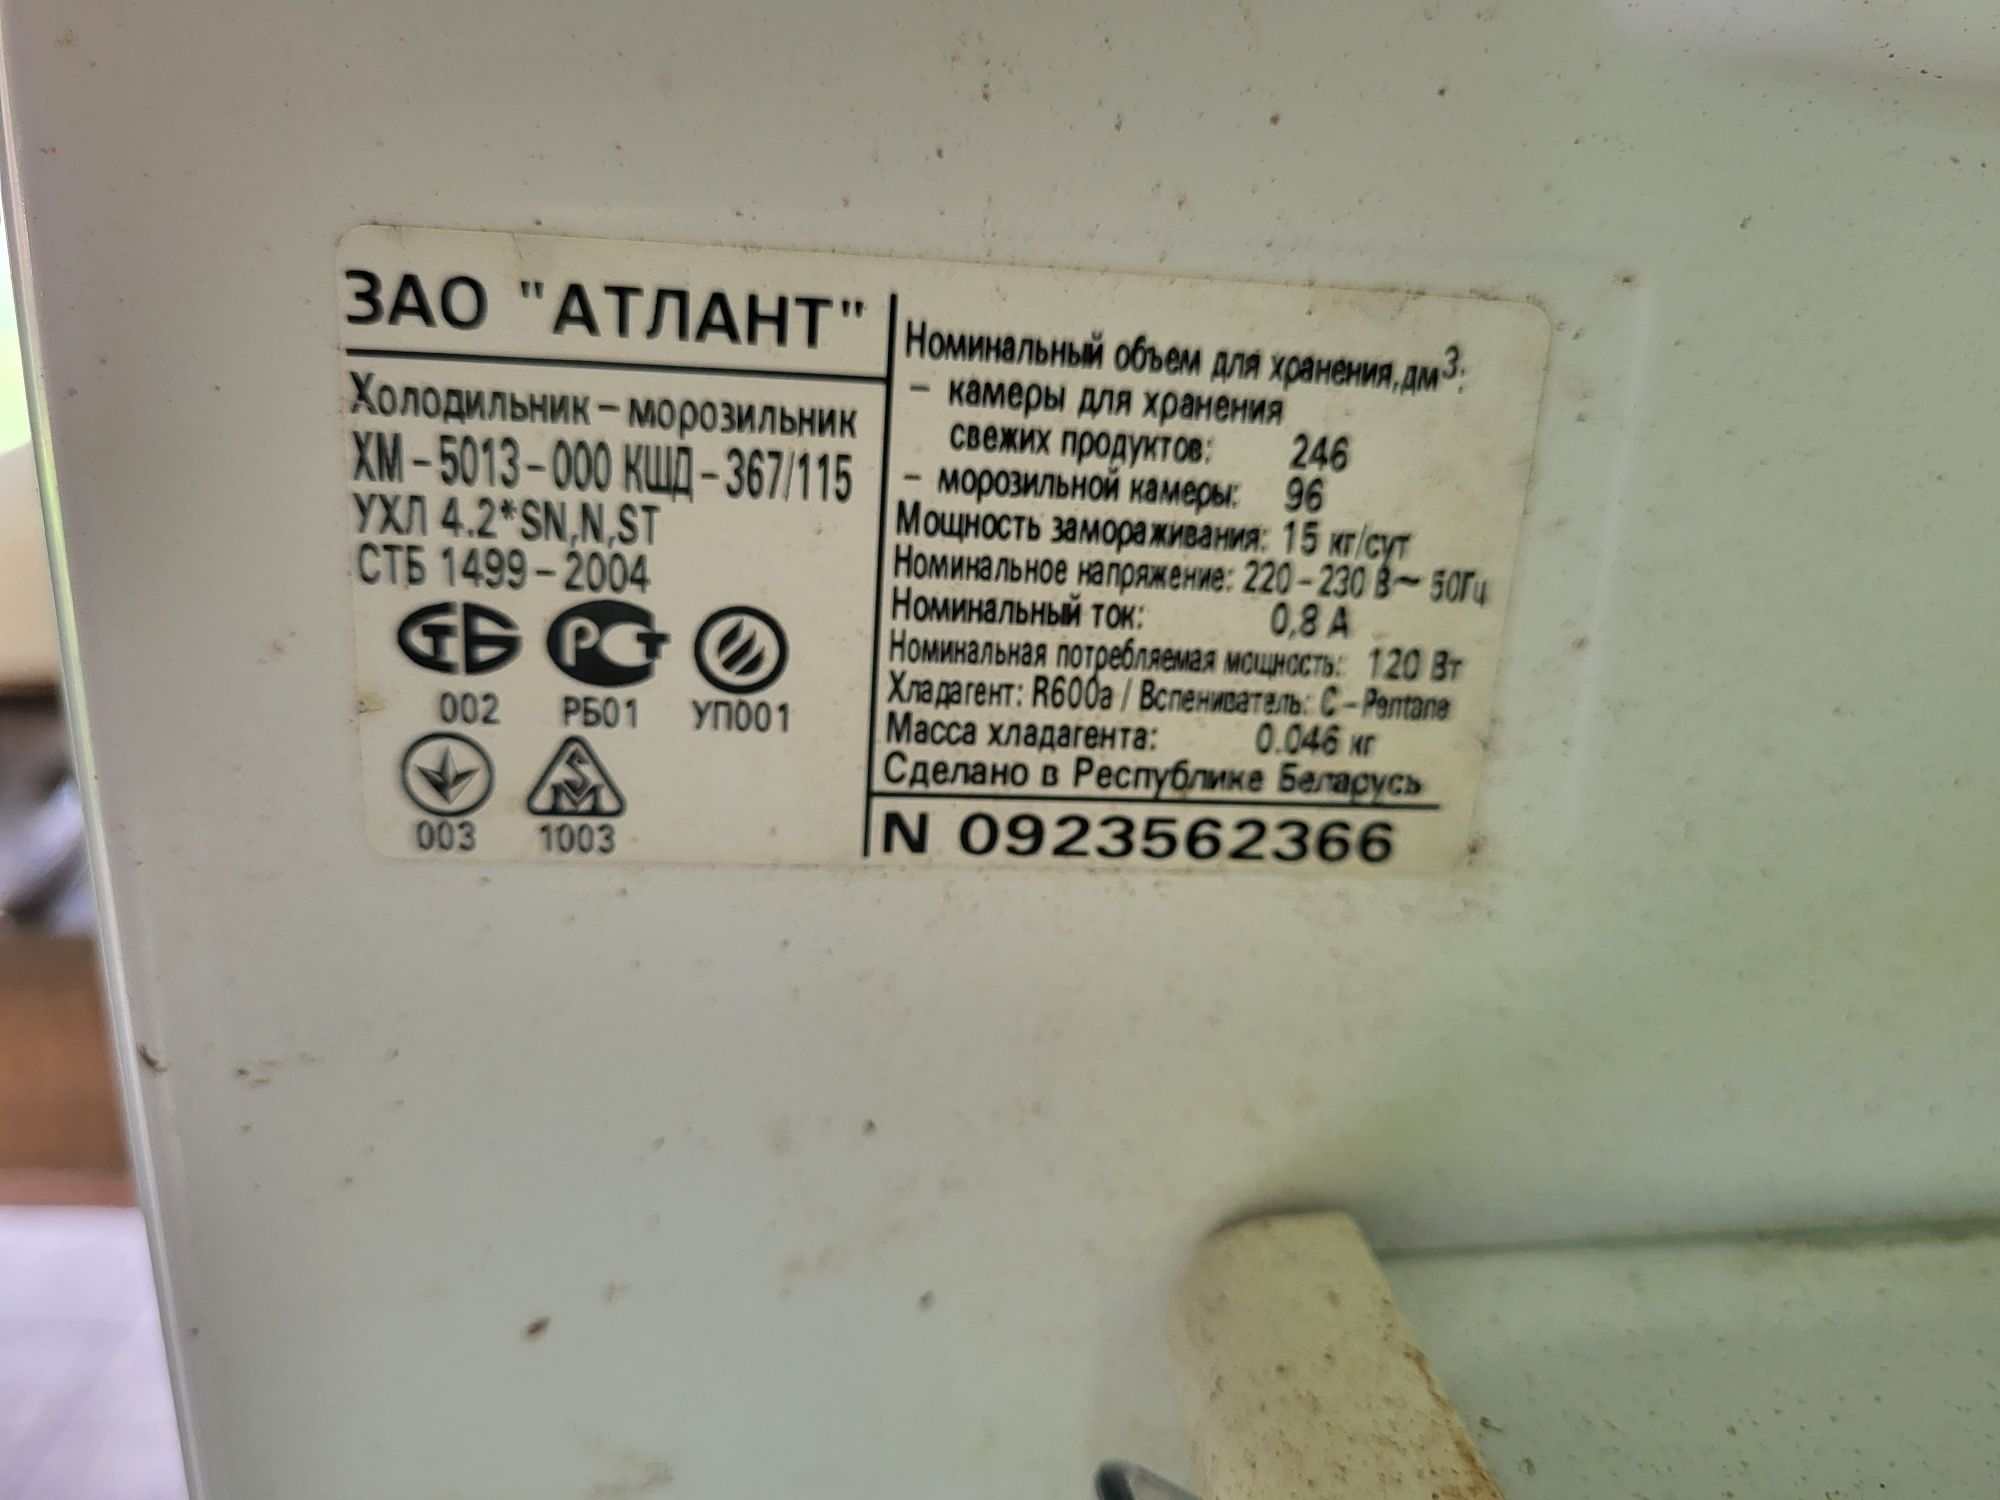 ЗАО "АТЛАНТ"
Холодильник – морозильник
ХМ – 5013 – 000 КШД – 367/115
УХЛ 4.2*SN,N,ST
СТБ 1499 – 2004
СТБ РСТ
002 РБ01 УП001
003 1003
Номинальный объем для хранения,дм³:
– камеры для хранения
свежих продуктов: 246
– морозильной камеры: 96
Мощность замораживания: 15 кг/сут
Номинальное напряжение: 220 – 230 В~ 50Гц
Номинальный ток: 0,8 А
Номинальная потребляемая мощность: 120 Вт
Хладагент: R600a / Вспениватель: C – Pentane
Масса хладагента: 0.046 кг
Сделано в Республике Беларусь
N 0923562366